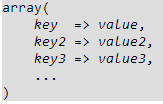 array(
    key  => value,
    key2 => value2,
    key3 => value3,
    ...
)